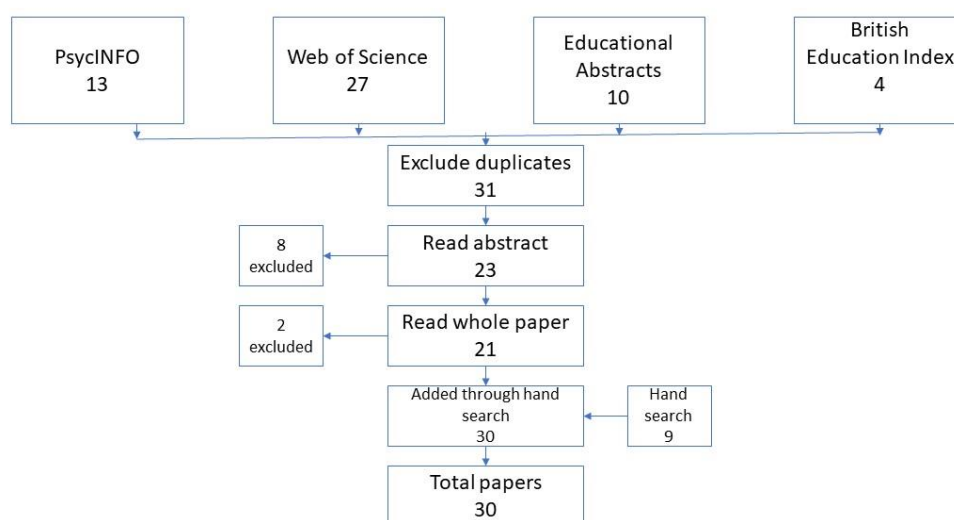 PsycINFO
13
Web of Science
27
Educational
Abstracts
10
British
Education Index
4
Exclude duplicates
31
8
excluded
Read abstract
23
2
excluded
Read whole paper
21
Added through hand
search
30
Hand
search
9
Total papers
30